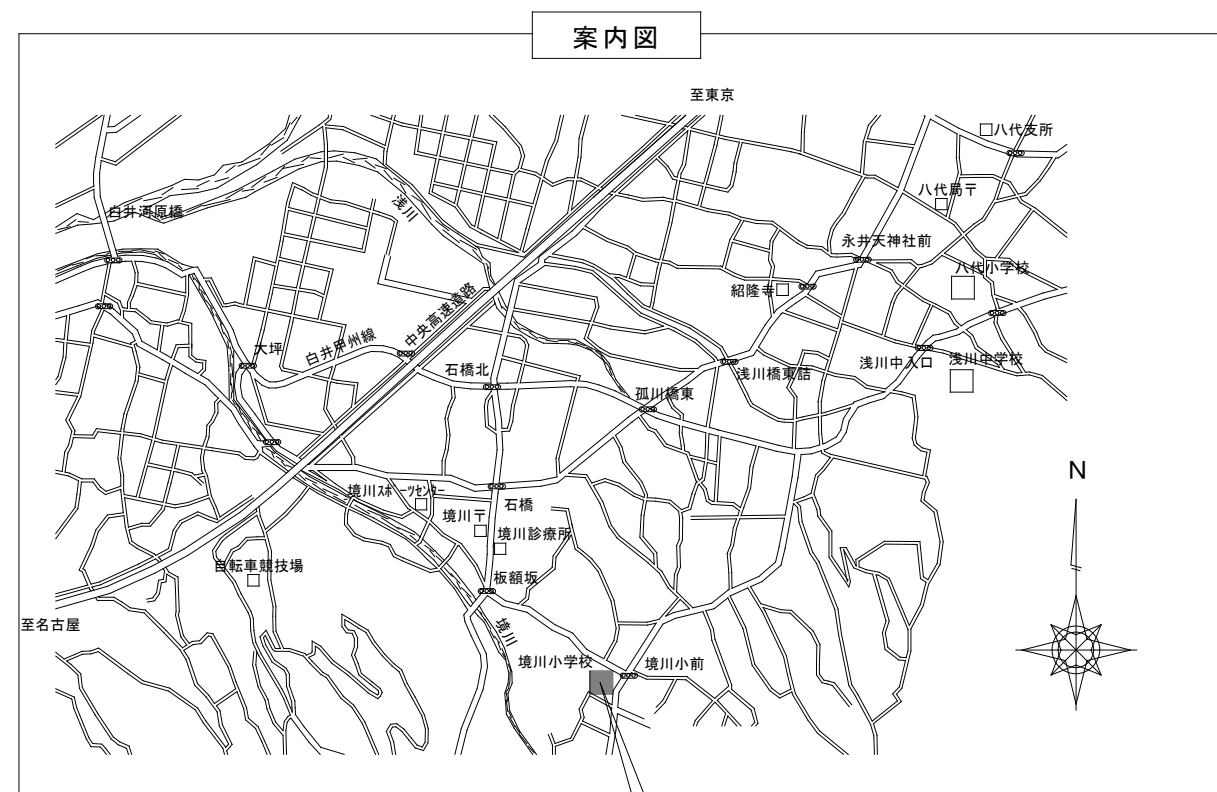 案内図
至東京
八代支所
八代局〒
臼井河原橋
浅川
永井天神社前
八代小学校
紹隆寺
中央高速道路
大坪
白井甲州線
石橋北
浅川橋東詰
浅川中入口
浅川中学校
孤川橋東
N
境川スポーツセンター
石橋
境川〒
境川診療所
自転車競技場
板額坂
至名古屋
境川
境川小学校
境川小前